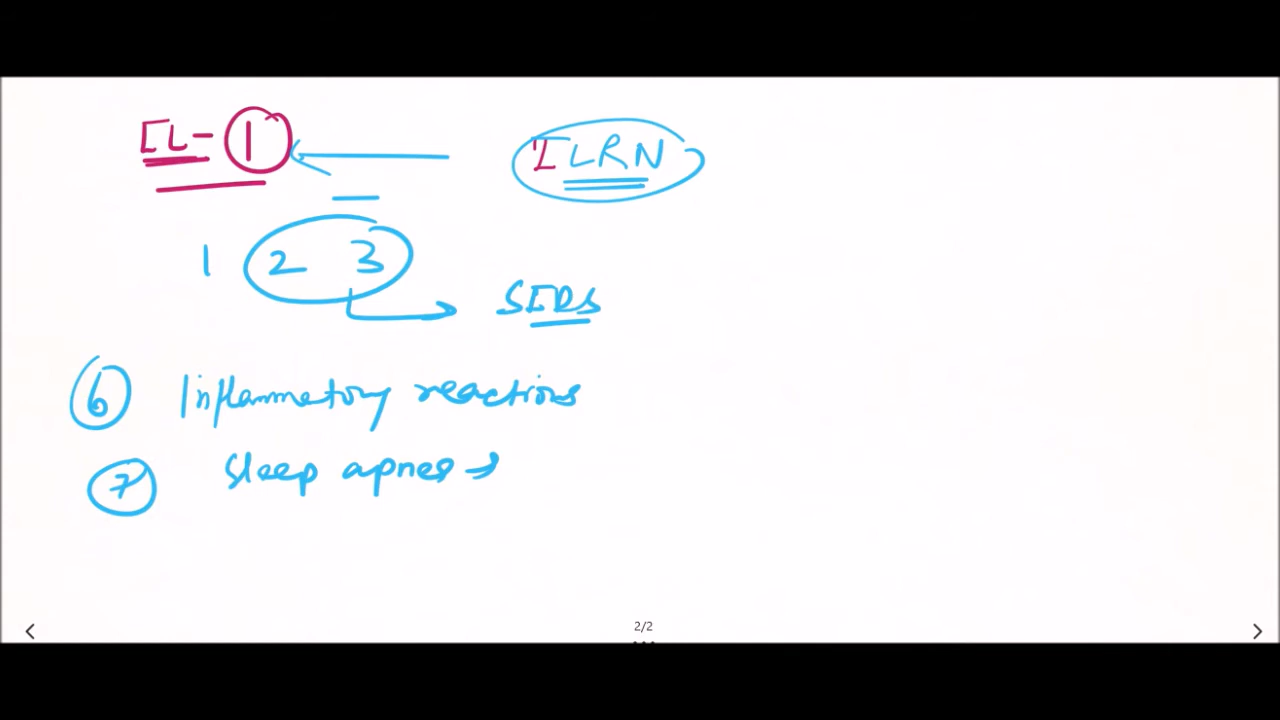 IL-1 ILRN
1 2 3
SIDS
6 Inflammatory reactions
7 Sleep apnea
2/2